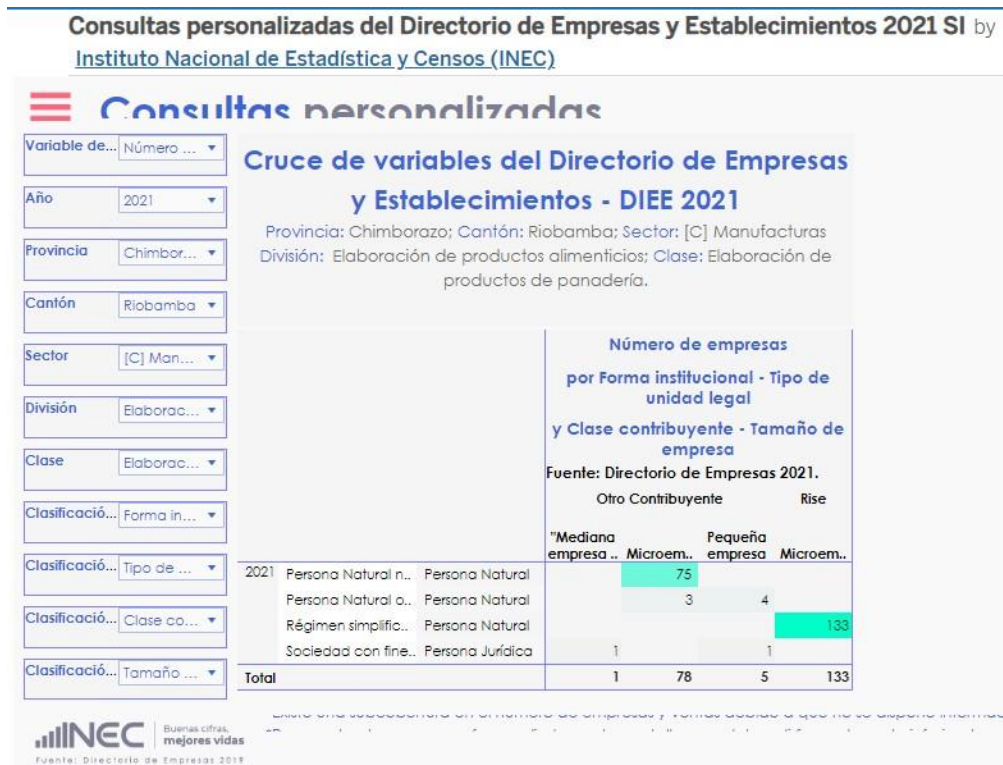 Consultas personalizadas del Directorio de Empresas y Establecimientos 2021 SI by
Instituto Nacional de Estadística y Censos (INEC)
Consultas personalizadas
Variable de... Número ...
Año 2021
Provincia Chimbor...
Cantón Riobamba
Sector [C] Man...
División Elaborac...
Clase Elaborac...
Clasificació... Forma in...
Clasificació... Tipo de ...
Clasificació... Clase co...
Clasificació... Tamaño ...
Cruce de variables del Directorio de Empresas
y Establecimientos - DIEE 2021
Provincia: Chimborazo; Cantón: Riobamba; Sector: [C] Manufacturas
División: Elaboración de productos alimenticios; Clase: Elaboración de
productos de panadería.
Número de empresas
por Forma institucional - Tipo de
unidad legal
y Clase contribuyente - Tamaño de
empresa
Fuente: Directorio de Empresas 2021.
Otro Contribuyente Rise
"Mediana Pequeña
empresa .. Microem.. empresa Microem..
2021 Persona Natural n.. Persona Natural 75
Persona Natural o.. Persona Natural 3 4
Régimen simplific.. Persona Natural 133
Sociedad con fine.. Persona Jurídica 1 1
Total 1 78 5 133
INEC
Buenas cifras,
mejores vidas
Fuente: Directorio de Empresas 2019